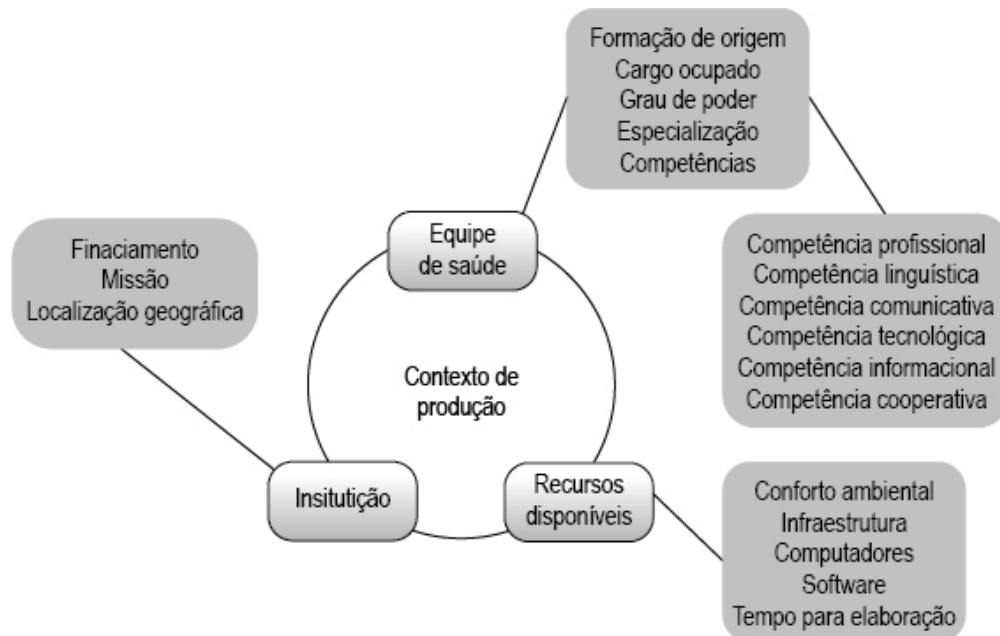 Formação de origem
Cargo ocupado
Grau de poder
Especialização
Competências
Equipe
de saúde
Finaciamento
Missão
Localização geográfica
Competência profissional
Competência linguística
Competência comunicativa
Competência tecnológica
Competência informacional
Competência cooperativa
Contexto de
produção
Insitutição
Recursos
disponíveis
Conforto ambiental
Infraestrutura
Computadores
Software
Tempo para elaboração